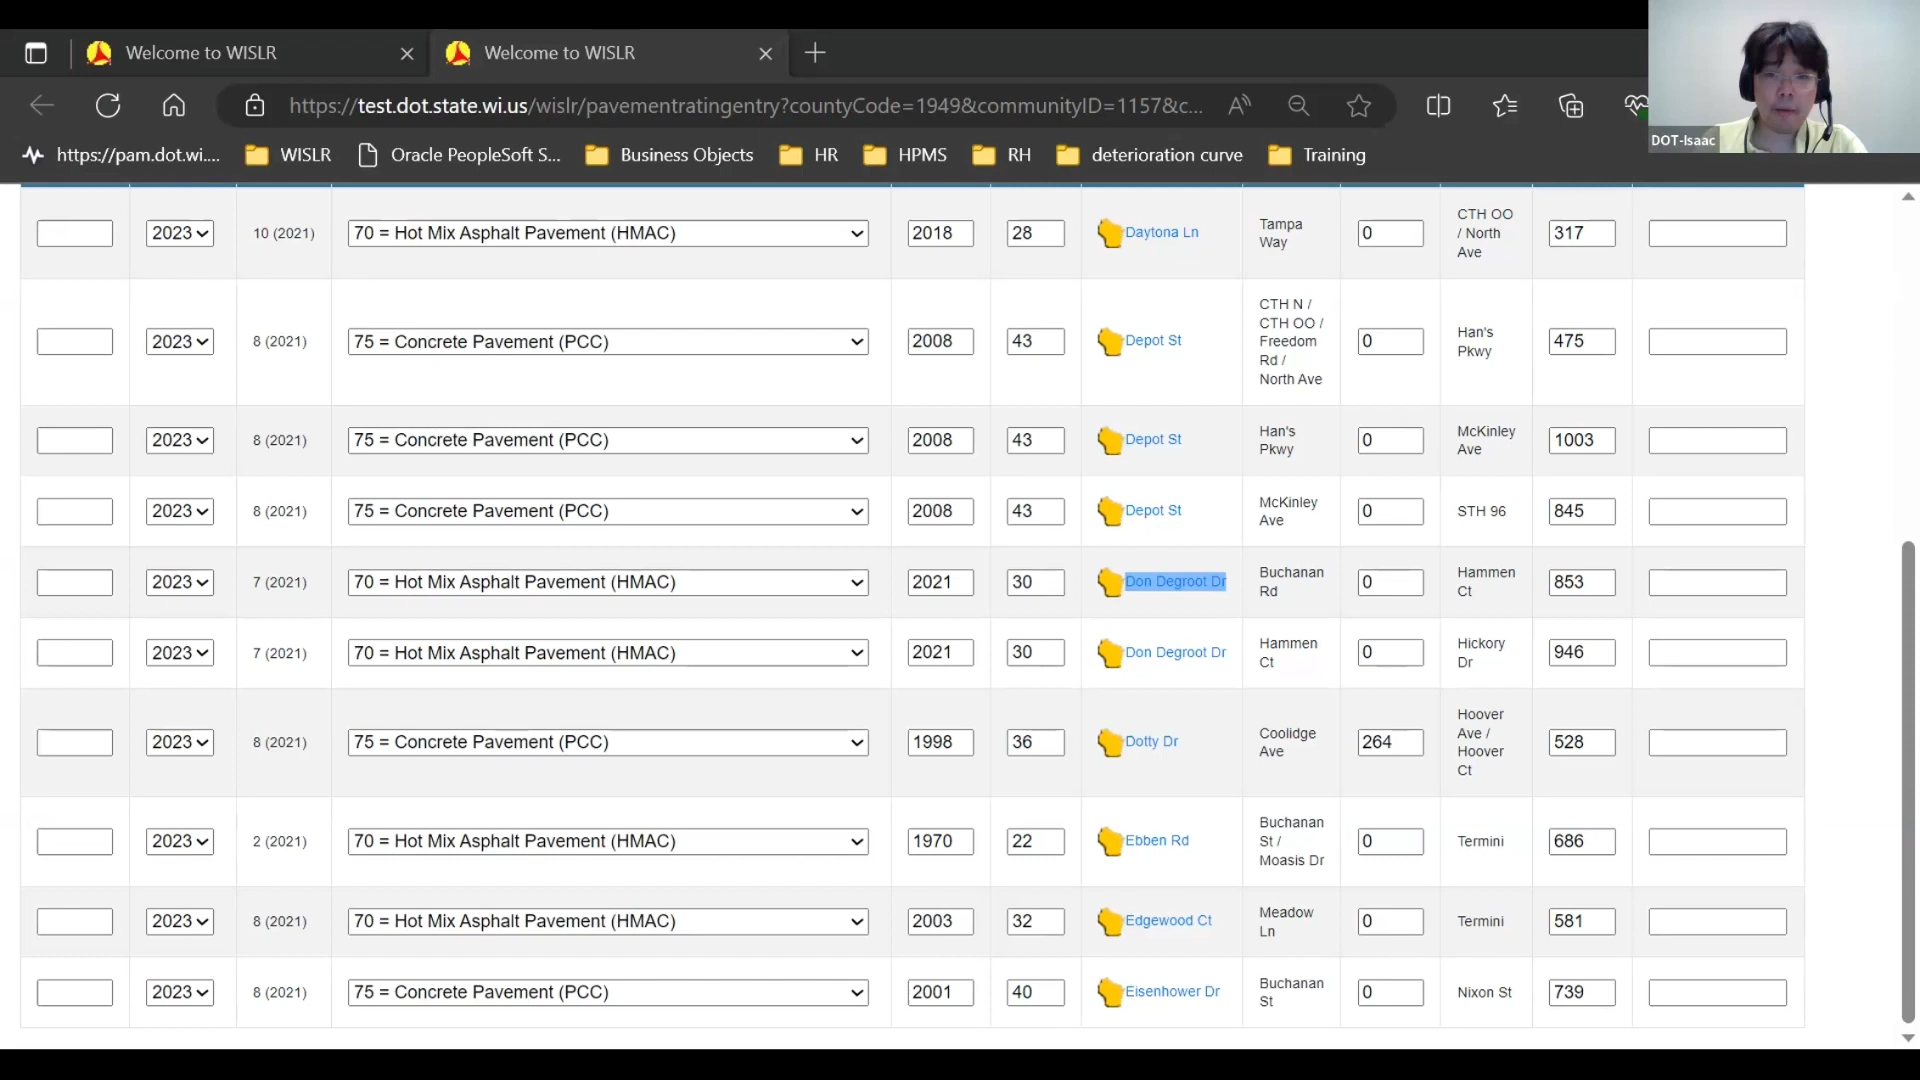 Welcome to WISLR
Welcome to WISLR
https://test.dot.state.wi.us/wislr/pavementratingentry?countyCode=1949&communityID=1157&c...
DOT-Isaac
https://pam.dot.wi....
WISLR
Oracle PeopleSoft S...
Business Objects
HR
HPMS
RH
deterioration curve
Training
2023 10 (2021) 70 = Hot Mix Asphalt Pavement (HMAC) 2018 28 Daytona Ln Tampa Way 0 CTH OO / North Ave 317
2023 8 (2021) 75 = Concrete Pavement (PCC) 2008 43 Depot St CTH N / CTH OO / Freedom Rd / North Ave 0 Han's Pkwy 475
2023 8 (2021) 75 = Concrete Pavement (PCC) 2008 43 Depot St Han's Pkwy 0 McKinley Ave 1003
2023 8 (2021) 75 = Concrete Pavement (PCC) 2008 43 Depot St McKinley Ave 0 STH 96 845
2023 7 (2021) 70 = Hot Mix Asphalt Pavement (HMAC) 2021 30 Don Degroot Dr Buchanan Rd 0 Hammen Ct 853
2023 7 (2021) 70 = Hot Mix Asphalt Pavement (HMAC) 2021 30 Don Degroot Dr Hammen Ct 0 Hickory Dr 946
2023 8 (2021) 75 = Concrete Pavement (PCC) 1998 36 Dotty Dr Coolidge Ave 264 Hoover Ave / Hoover Ct 528
2023 2 (2021) 70 = Hot Mix Asphalt Pavement (HMAC) 1970 22 Ebben Rd Buchanan St / Moasis Dr 0 Termini 686
2023 8 (2021) 70 = Hot Mix Asphalt Pavement (HMAC) 2003 32 Edgewood Ct Meadow Ln 0 Termini 581
2023 8 (2021) 75 = Concrete Pavement (PCC) 2001 40 Eisenhower Dr Buchanan St 0 Nixon St 739